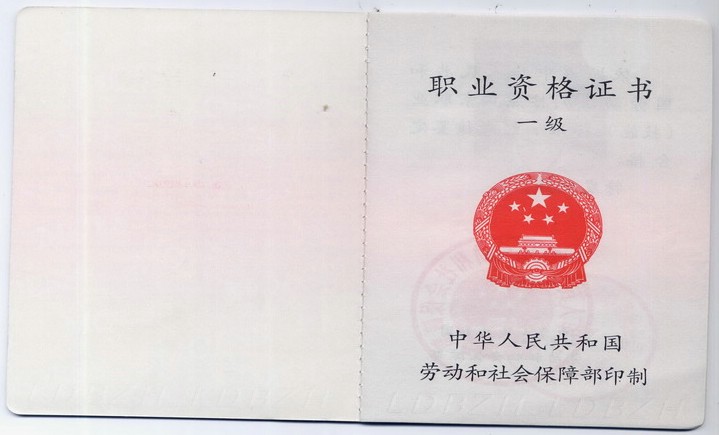 职业资格证书
一级
中华人民共和国
劳动和社会保障部印制